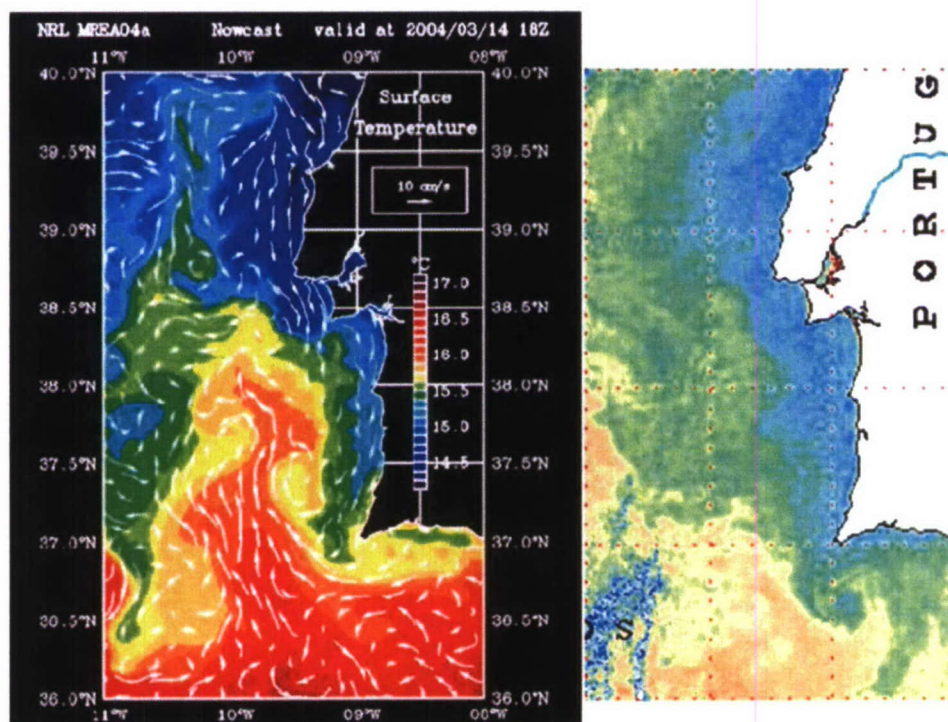 NRL MREA04a Nowcast valid at 2004/03/14 18Z
11°W 10°W 09°W 08°W
40.0°N 40.0°N
Surface
Temperature
39.5°N 39.5°N
10 cm/s
39.0°N 39.0°N
°C
17.0
38.5°N 38.5°N
16.5
16.0
38.0°N 38.0°N
15.5
15.0
37.5°N 37.5°N
14.5
37.0°N 37.0°N
36.5°N 36.5°N
36.0°N 36.0°N
11°W 10°W 09°W 08°W
PORTUG
S